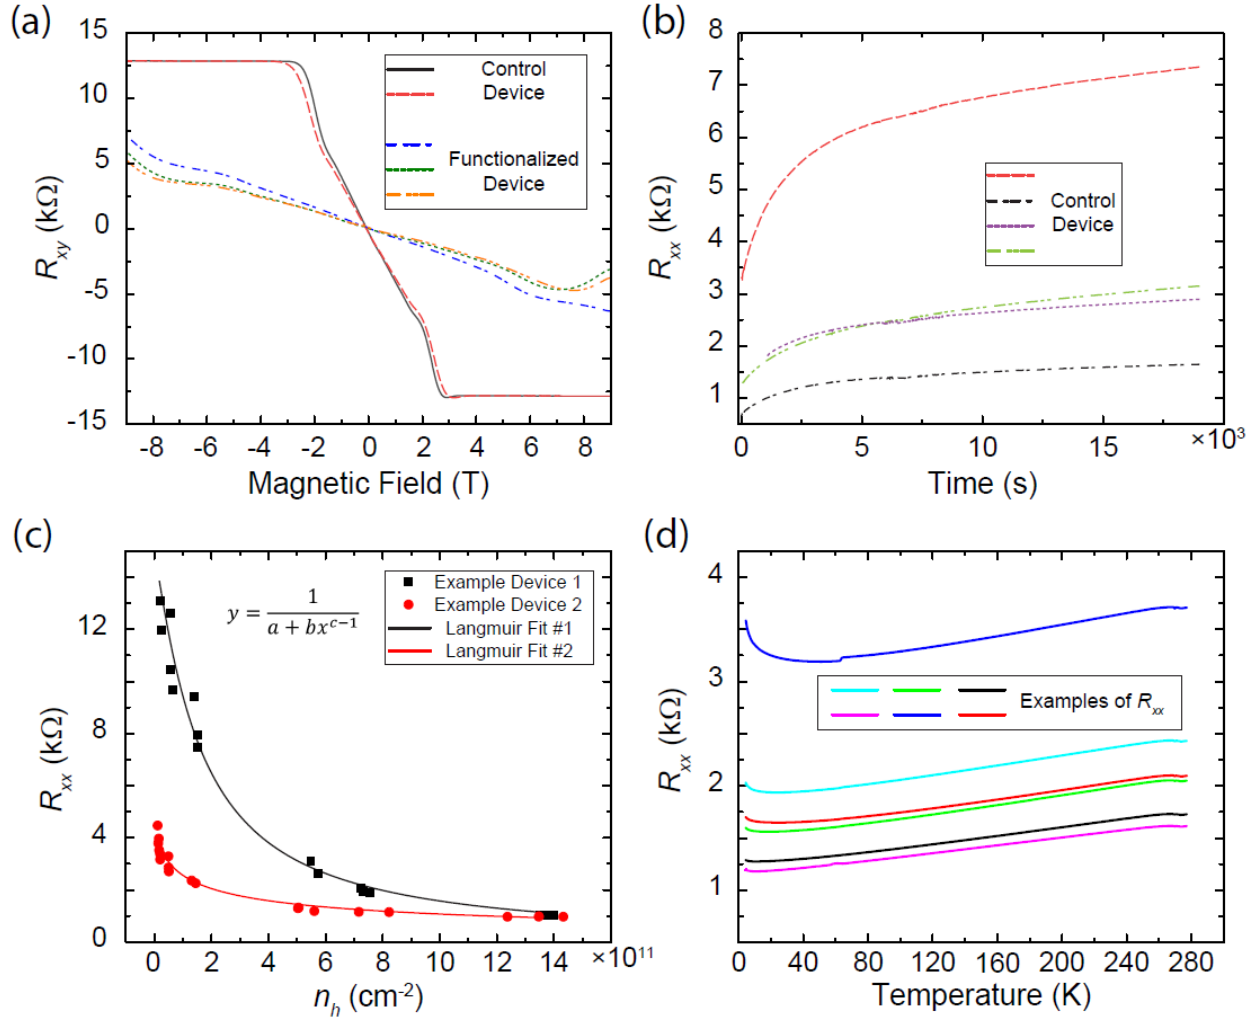 (a)
15
10
5
0
-5
-10
-15
R_xy (kΩ)
Control
Device
Functionalized
Device
-8 -6 -4 -2 0 2 4 6 8
Magnetic Field (T)
(b)
8
7
6
5
4
3
2
1
R_xx (kΩ)
Control
Device
0 5 10 15 ×10³
Time (s)
(c)
12
8
4
0
R_xx (kΩ)
y = 1 / (a + bx^{c−1})
Example Device 1
Example Device 2
Langmuir Fit #1
Langmuir Fit #2
0 2 4 6 8 10 12 14 ×10¹¹
n_h (cm⁻²)
(d)
4
3
2
1
R_xx (kΩ)
Examples of R_xx
0 40 80 120 160 200 240 280
Temperature (K)